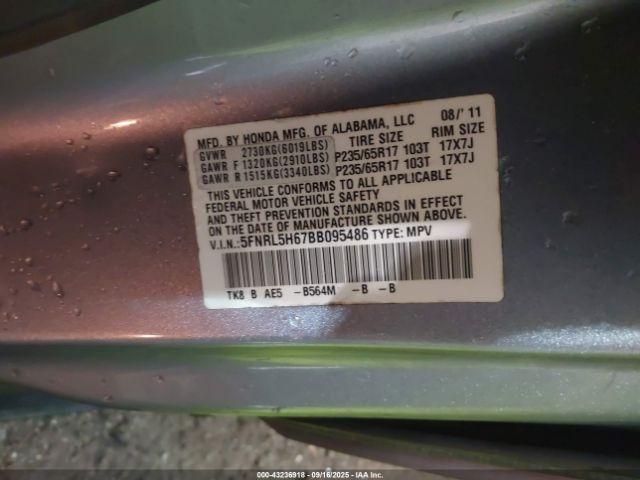 MFD. BY HONDA MFG. OF ALABAMA, LLC 08/'11
TIRE SIZE RIM SIZE
GVWR 2730KG(6019LBS)
GAWR F 1320KG(2910LBS) P235/65R17 103T 17X7J
GAWR R 1515KG(3340LBS) P235/65R17 103T 17X7J
THIS VEHICLE CONFORMS TO ALL APPLICABLE
FEDERAL MOTOR VEHICLE SAFETY
AND THEFT PREVENTION STANDARDS IN EFFECT
ON THE DATE OF MANUFACTURE SHOWN ABOVE.
V.I.N.:5FNRL5H67BB095486 TYPE: MPV
TK8 B AE5 -B564M -B -B
000-43236918 - 09/16/2025 - IAA Inc.